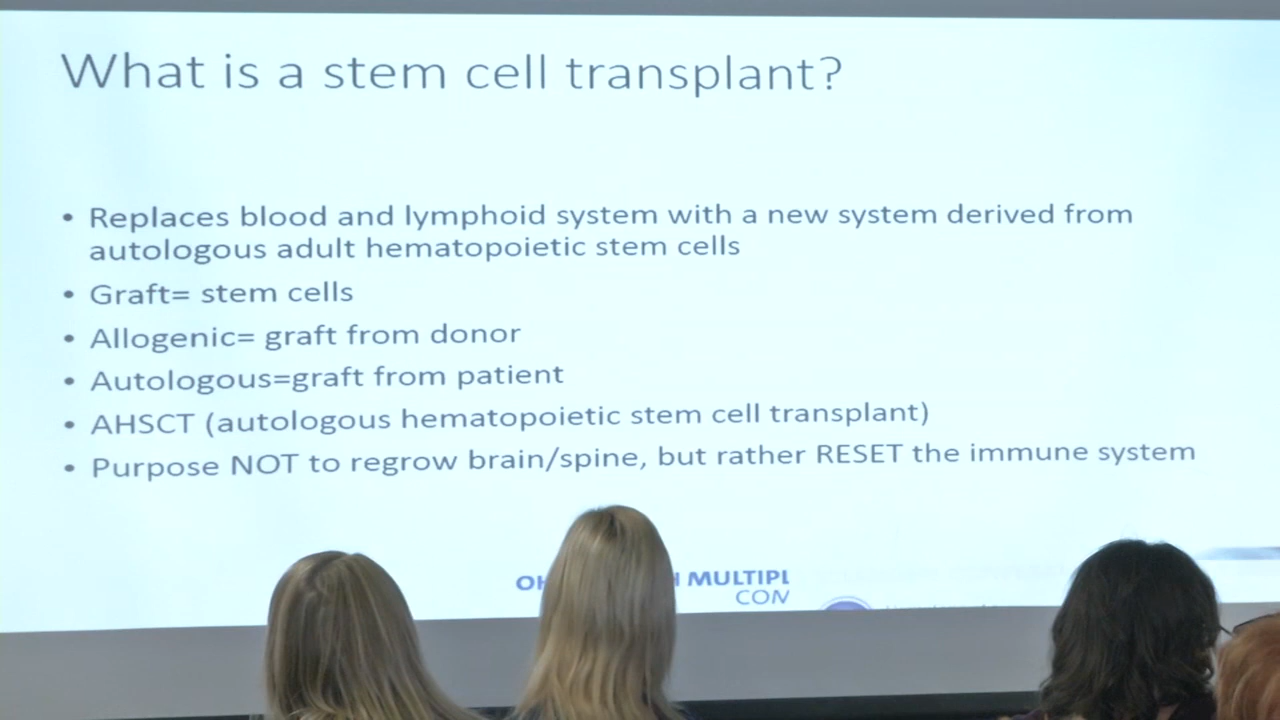 What is a stem cell transplant?
• Replaces blood and lymphoid system with a new system derived from
autologous adult hematopoietic stem cells
• Graft= stem cells
• Allogenic= graft from donor
• Autologous=graft from patient
• AHSCT (autologous hematopoietic stem cell transplant)
• Purpose NOT to regrow brain/spine, but rather RESET the immune system